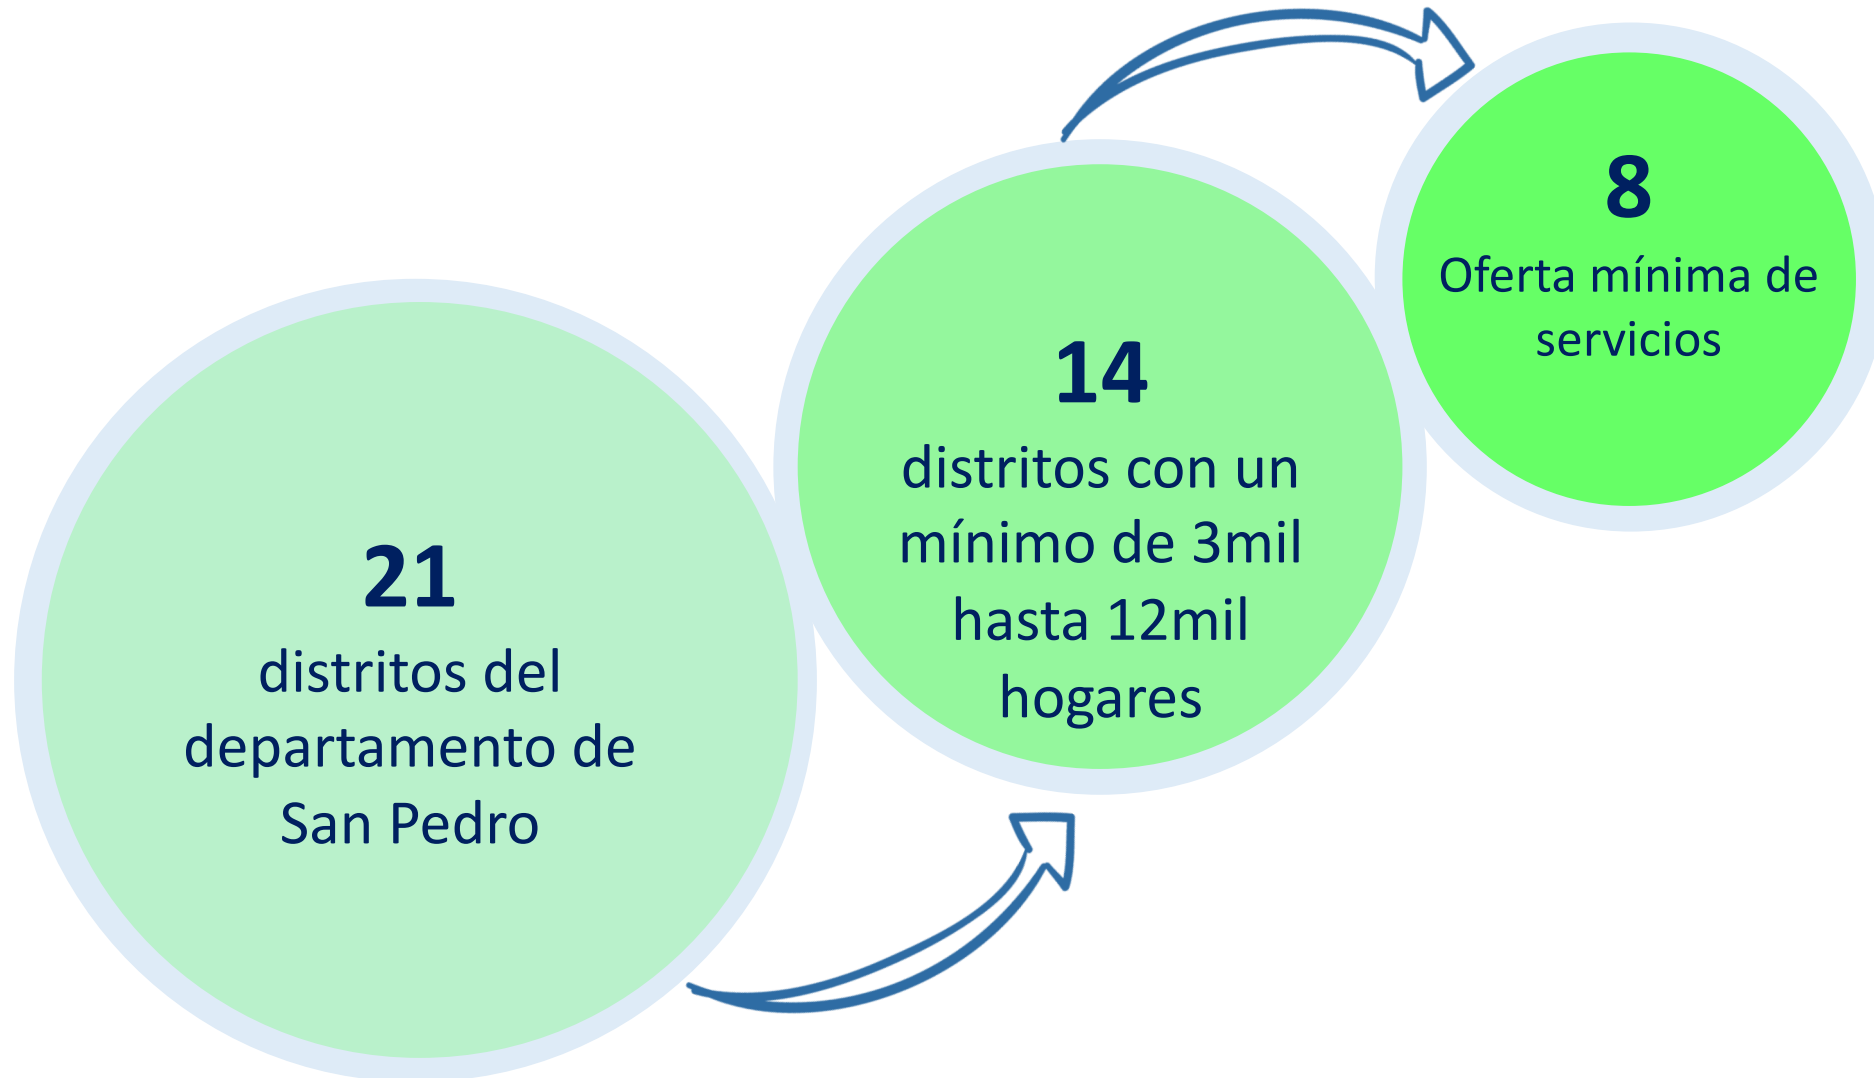 21
distritos del
departamento de
San Pedro
14
distritos con un
mínimo de 3mil
hasta 12mil
hogares
8
Oferta mínima de
servicios